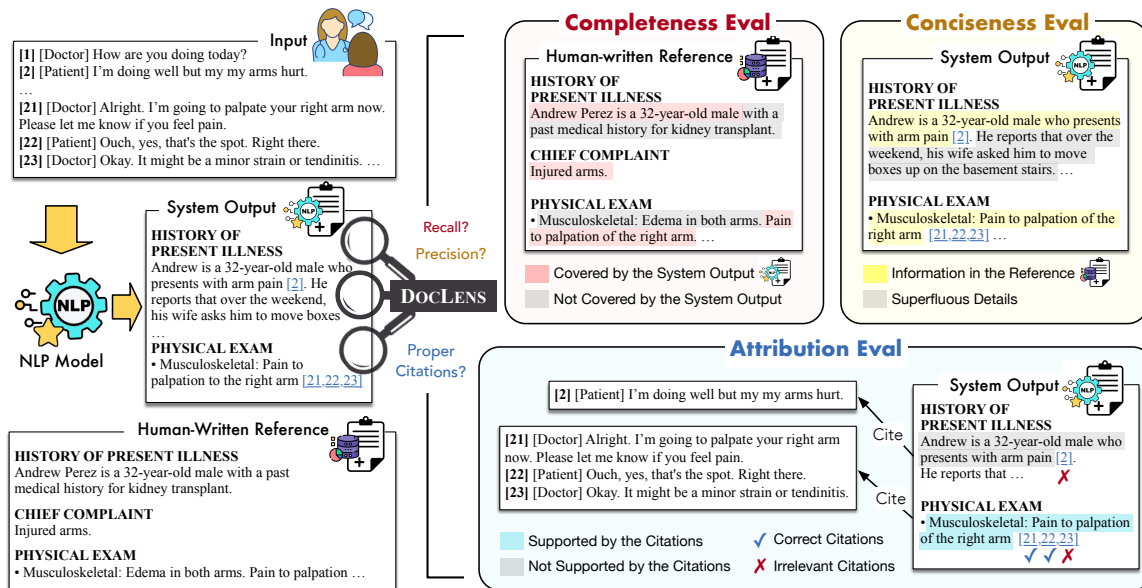 Input
[1] [Doctor] How are you doing today?
[2] [Patient] I'm doing well but my my arms hurt.
…
[21] [Doctor] Alright. I'm going to palpate your right arm now.
Please let me know if you feel pain.
[22] [Patient] Ouch, yes, that's the spot. Right there.
[23] [Doctor] Okay. It might be a minor strain or tendinitis. …
NLP
NLP Model
System Output
NLP
HISTORY OF
PRESENT ILLNESS
Andrew is a 32-year-old male who
presents with arm pain [2]. He
reports that over the weekend,
his wife asks him to move boxes
…
PHYSICAL EXAM
• Musculoskeletal: Pain to
palpation to the right arm [21,22,23]
Human-Written Reference
HISTORY OF PRESENT ILLNESS
Andrew Perez is a 32-year-old male with a past
medical history for kidney transplant.
CHIEF COMPLAINT
Injured arms.
PHYSICAL EXAM
• Musculoskeletal: Edema in both arms. Pain to palpation …
Recall?
Precision?
DOCLENS
Proper
Citations?
Completeness Eval
Human-written Reference
HISTORY OF
PRESENT ILLNESS
Andrew Perez is a 32-year-old male with a
past medical history for kidney transplant.
CHIEF COMPLAINT
Injured arms.
PHYSICAL EXAM
• Musculoskeletal: Edema in both arms. Pain
to palpation of the right arm. …
Covered by the System Output
NLP
Not Covered by the System Output
Conciseness Eval
System Output
NLP
HISTORY OF
PRESENT ILLNESS
Andrew is a 32-year-old male who presents
with arm pain [2]. He reports that over the
weekend, his wife asked him to move
boxes up on the basement stairs. …
PHYSICAL EXAM
• Musculoskeletal: Pain to palpation of the
right arm [21,22,23] …
Information in the Reference
Superfluous Details
Attribution Eval
[2] [Patient] I'm doing well but my my arms hurt.
[21] [Doctor] Alright. I'm going to palpate your right arm
now. Please let me know if you feel pain.
[22] [Patient] Ouch, yes, that's the spot. Right there.
[23] [Doctor] Okay. It might be a minor strain or tendinitis.
Cite
Cite
System Output
NLP
HISTORY OF
PRESENT ILLNESS
Andrew is a 32-year-old male who
presents with arm pain [2].
He reports that … ✗
PHYSICAL EXAM
• Musculoskeletal: Pain to palpation
of the right arm [21,22,23]
✓ ✓ ✗
Supported by the Citations
✓ Correct Citations
Not Supported by the Citations
✗ Irrelevant Citations